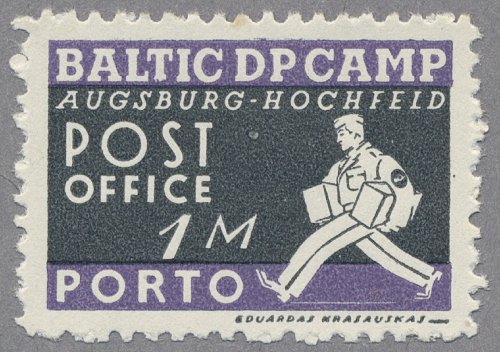 BALTIC DP CAMP
AUGSBURG-HOCHFELD
POST
OFFICE
1 M
PORTO
EDUARDAS KRASAUSKAS